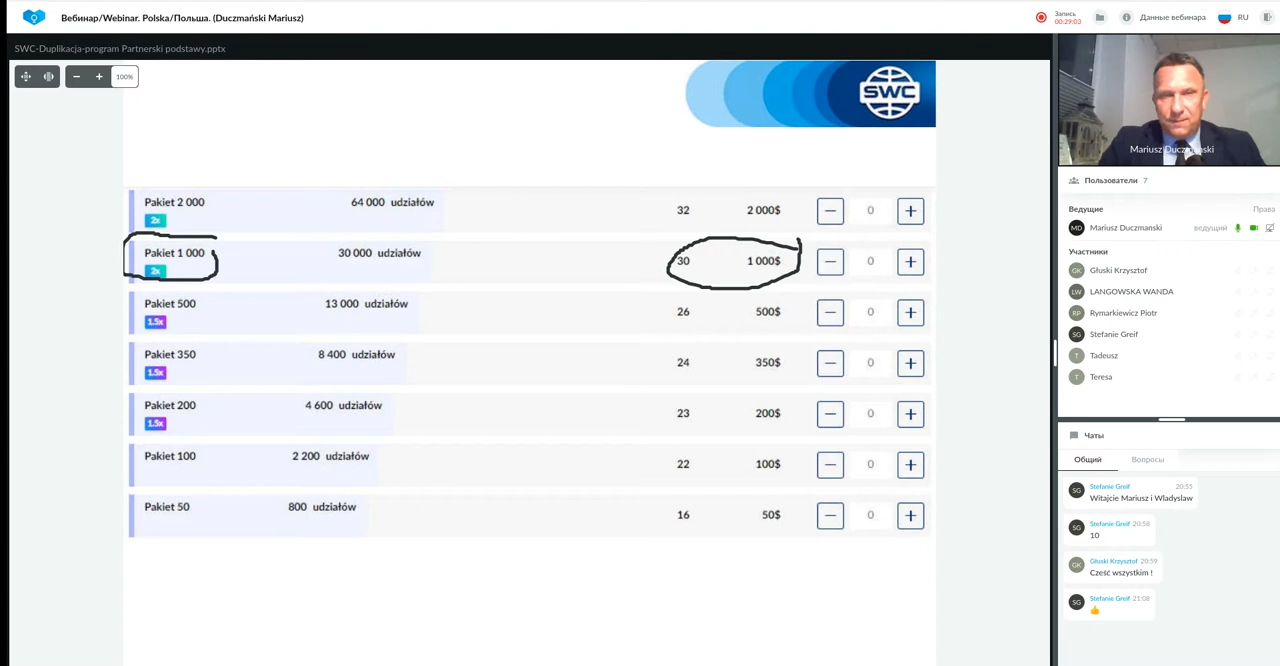 Вебинар/Webinar. Polska/Польша. (Duczmański Mariusz)
Запись
00:29:03
Данные вебинара
RU
SWC-Duplikacja-program Partnerski podstawy.pptx
100%
SWC
Pakiet 2 000 64 000 udziałów 32 2 000$ 0
2x
Pakiet 1 000 30 000 udziałów 30 1 000$ 0
2x
Pakiet 500 13 000 udziałów 26 500$ 0
1.5x
Pakiet 350 8 400 udziałów 24 350$ 0
1.5x
Pakiet 200 4 600 udziałów 23 200$ 0
1.5x
Pakiet 100 2 200 udziałów 22 100$ 0
Pakiet 50 800 udziałów 16 50$ 0
Mariusz Duczmanski
Пользователи 7
Ведущие Права
MD Mariusz Duczmanski ведущий
Участники
GK Głuski Krzysztof
LW LANGOWSKA WANDA
RP Rymarkiewicz Piotr
SG Stefanie Greif
T Tadeusz
T Teresa
Чаты
Общий Вопросы
SG Stefanie Greif 20:55
Witajcie Mariusz i Wladyslaw
SG Stefanie Greif 20:58
10
GK Głuski Krzysztof 20:59
Cześć wszystkim !
SG Stefanie Greif 21:08
👍